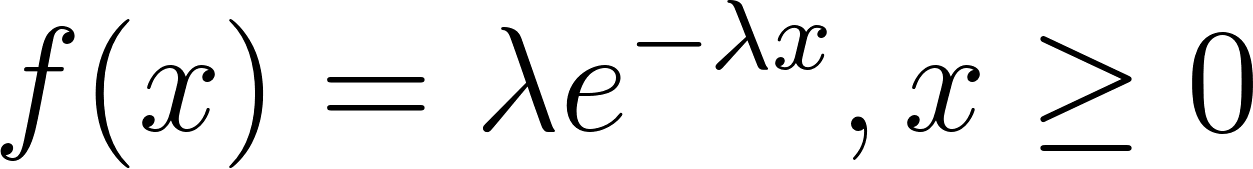 f(x) = λe^{−λx}, x ≥ 0